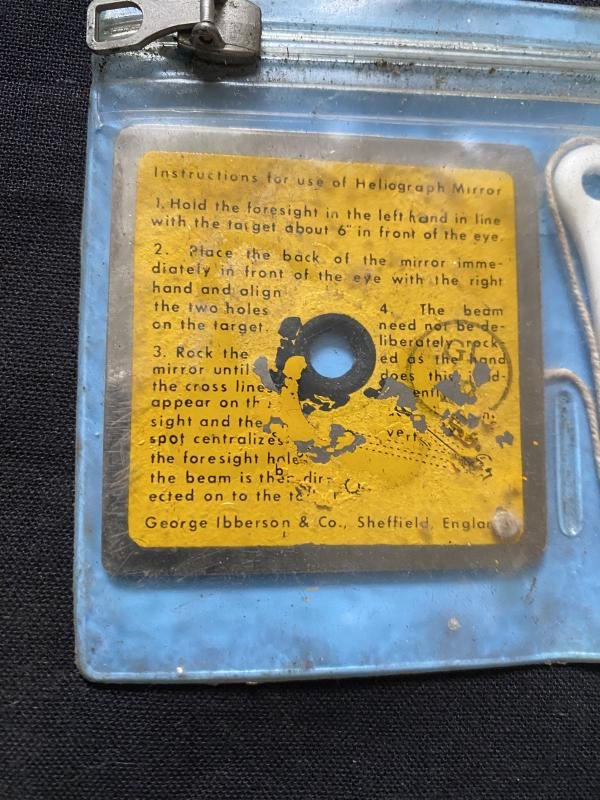 Instructions for use of Heliograph Mirror
1. Hold the foresight in the left hand in line
with the target about 6" in front of the eye.
2. Place the back of the mirror imme-
diately in front of the eye with the right
hand and align
the two holes
on the target.
3. Rock the
mirror until
the cross lines
appear on
sight and the
spot centralizes
the foresight hole
the beam is then dir-
ected on to the
4. The beam
need not be de-
liberately rock-
ed as the hand
does this
George Ibberson & Co., Sheffield, England